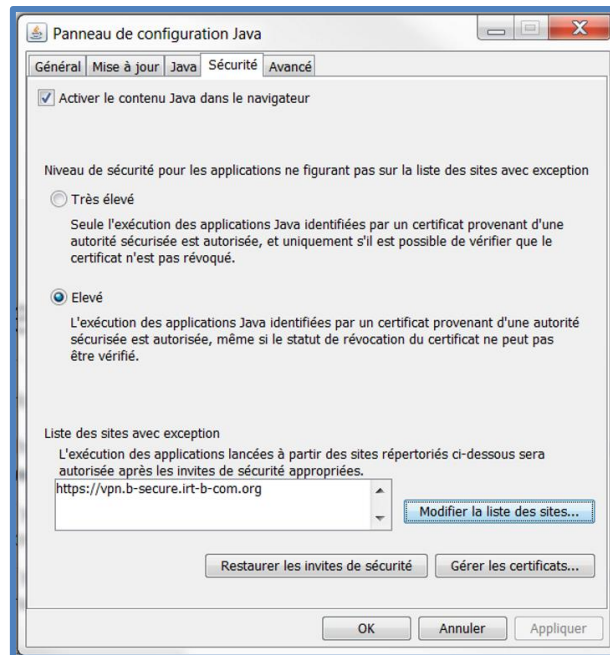 Panneau de configuration Java
Général Mise à jour Java Sécurité Avancé
Activer le contenu Java dans le navigateur
Niveau de sécurité pour les applications ne figurant pas sur la liste des sites avec exception
Très élevé
Seule l'exécution des applications Java identifiées par un certificat provenant d'une
autorité sécurisée est autorisée, et uniquement s'il est possible de vérifier que le
certificat n'est pas révoqué.
Elevé
L'exécution des applications Java identifiées par un certificat provenant d'une autorité
sécurisée est autorisée, même si le statut de révocation du certificat ne peut pas
être vérifié.
Liste des sites avec exception
L'exécution des applications lancées à partir des sites répertoriés ci-dessous sera
autorisée après les invites de sécurité appropriées.
https://vpn.b-secure.irt-b-com.org
Modifier la liste des sites...
Restaurer les invites de sécurité Gérer les certificats...
OK Annuler Appliquer